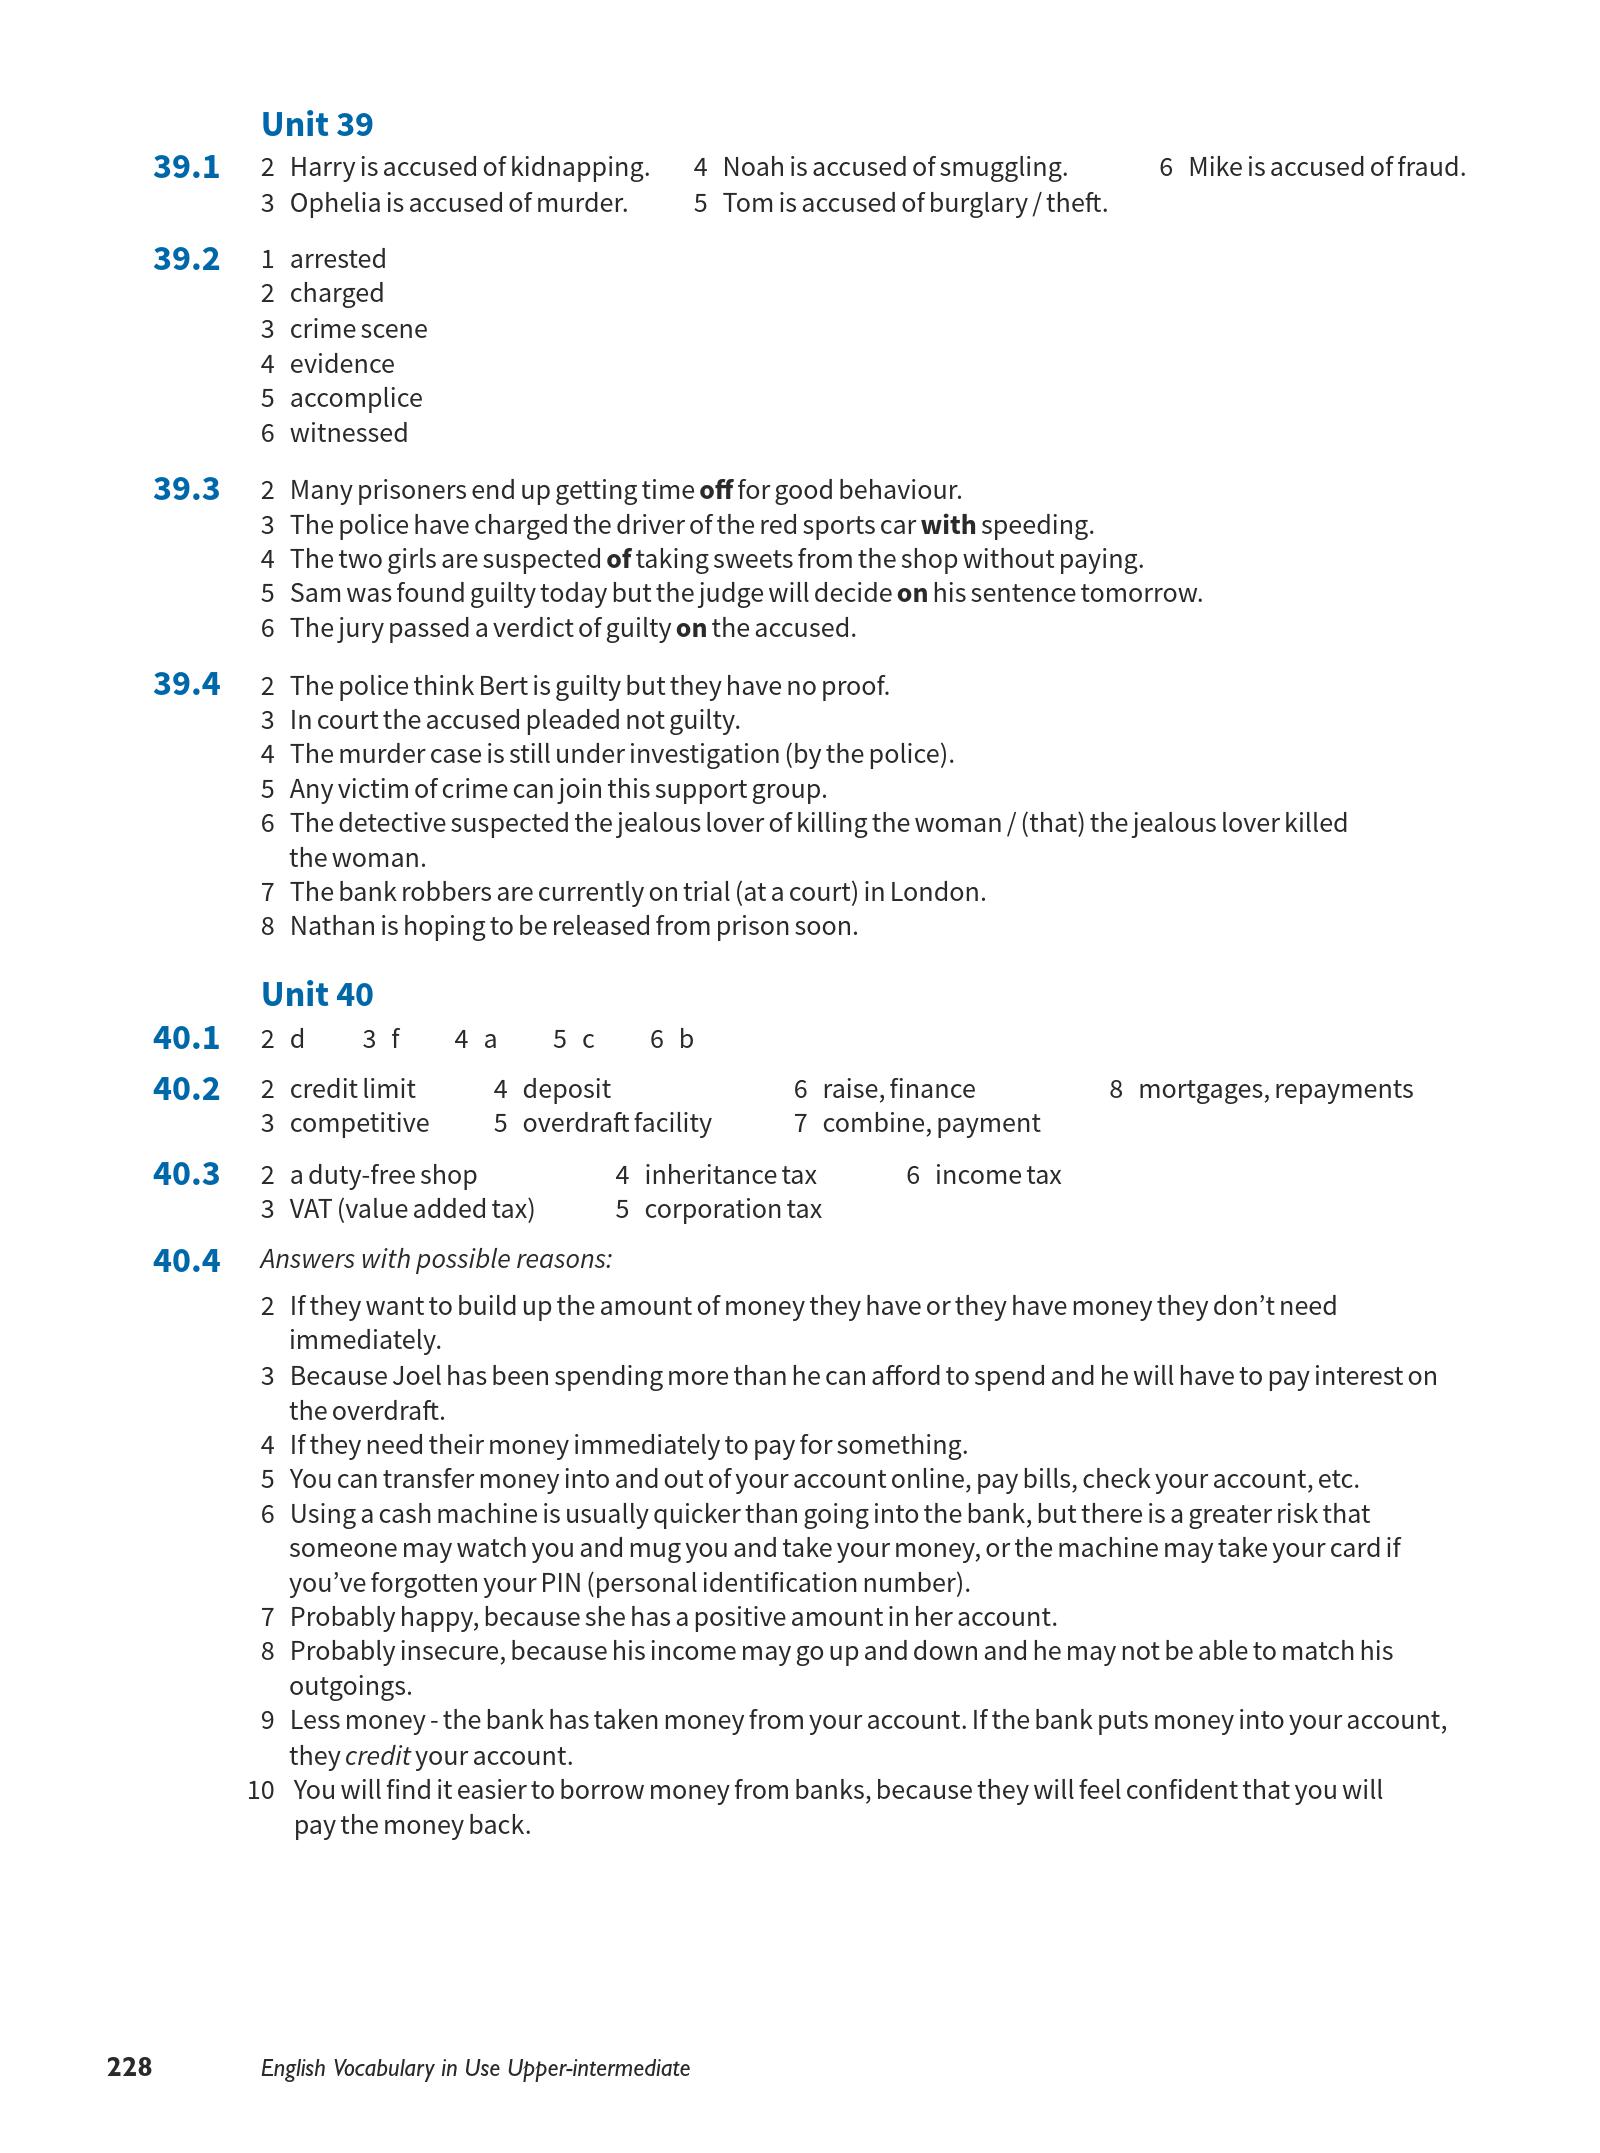 Unit 39
39.1 2 Harry is accused of kidnapping. 4 Noah is accused of smuggling. 6 Mike is accused of fraud.
3 Ophelia is accused of murder. 5 Tom is accused of burglary / theft.
39.2 1 arrested
2 charged
3 crime scene
4 evidence
5 accomplice
6 witnessed
39.3 2 Many prisoners end up getting time off for good behaviour.
3 The police have charged the driver of the red sports car with speeding.
4 The two girls are suspected of taking sweets from the shop without paying.
5 Sam was found guilty today but the judge will decide on his sentence tomorrow.
6 The jury passed a verdict of guilty on the accused.
39.4 2 The police think Bert is guilty but they have no proof.
3 In court the accused pleaded not guilty.
4 The murder case is still under investigation (by the police).
5 Any victim of crime can join this support group.
6 The detective suspected the jealous lover of killing the woman / (that) the jealous lover killed
the woman.
7 The bank robbers are currently on trial (at a court) in London.
8 Nathan is hoping to be released from prison soon.
Unit 40
40.1 2 d 3 f 4 a 5 c 6 b
40.2 2 credit limit 4 deposit 6 raise, finance 8 mortgages, repayments
3 competitive 5 overdraft facility 7 combine, payment
40.3 2 a duty-free shop 4 inheritance tax 6 income tax
3 VAT (value added tax) 5 corporation tax
40.4 Answers with possible reasons:
2 If they want to build up the amount of money they have or they have money they don’t need
immediately.
3 Because Joel has been spending more than he can afford to spend and he will have to pay interest on
the overdraft.
4 If they need their money immediately to pay for something.
5 You can transfer money into and out of your account online, pay bills, check your account, etc.
6 Using a cash machine is usually quicker than going into the bank, but there is a greater risk that
someone may watch you and mug you and take your money, or the machine may take your card if
you’ve forgotten your PIN (personal identification number).
7 Probably happy, because she has a positive amount in her account.
8 Probably insecure, because his income may go up and down and he may not be able to match his
outgoings.
9 Less money - the bank has taken money from your account. If the bank puts money into your account,
they credit your account.
10 You will find it easier to borrow money from banks, because they will feel confident that you will
pay the money back.
228 English Vocabulary in Use Upper-intermediate